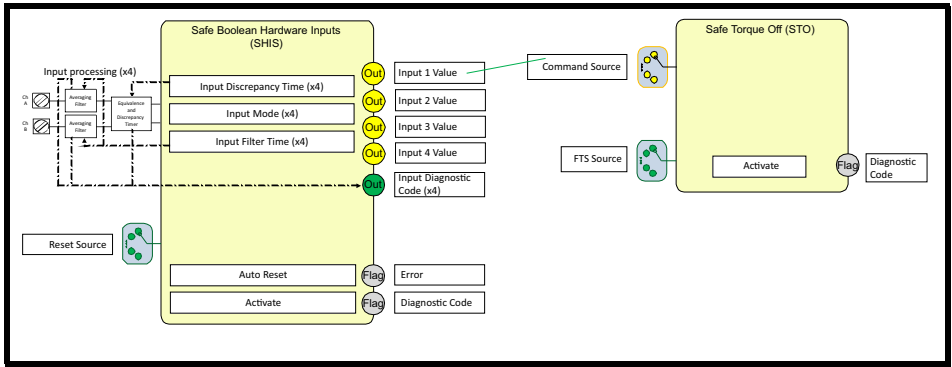 Safe Boolean Hardware Inputs
(SHIS)
Input processing (x4)
Ch
A
Averaging
Filter
Ch
B
Averaging
Filter
Equivalence
and
Discrepancy
Timer
Input Discrepancy Time (x4)
Input Mode (x4)
Input Filter Time (x4)
Out
Input 1 Value
Out
Input 2 Value
Out
Input 3 Value
Out
Input 4 Value
Out
Input Diagnostic
Code (x4)
Reset Source
Auto Reset
Flag
Error
Activate
Flag
Diagnostic Code
Safe Torque Off (STO)
Command Source
FTS Source
Activate
Flag
Diagnostic
Code